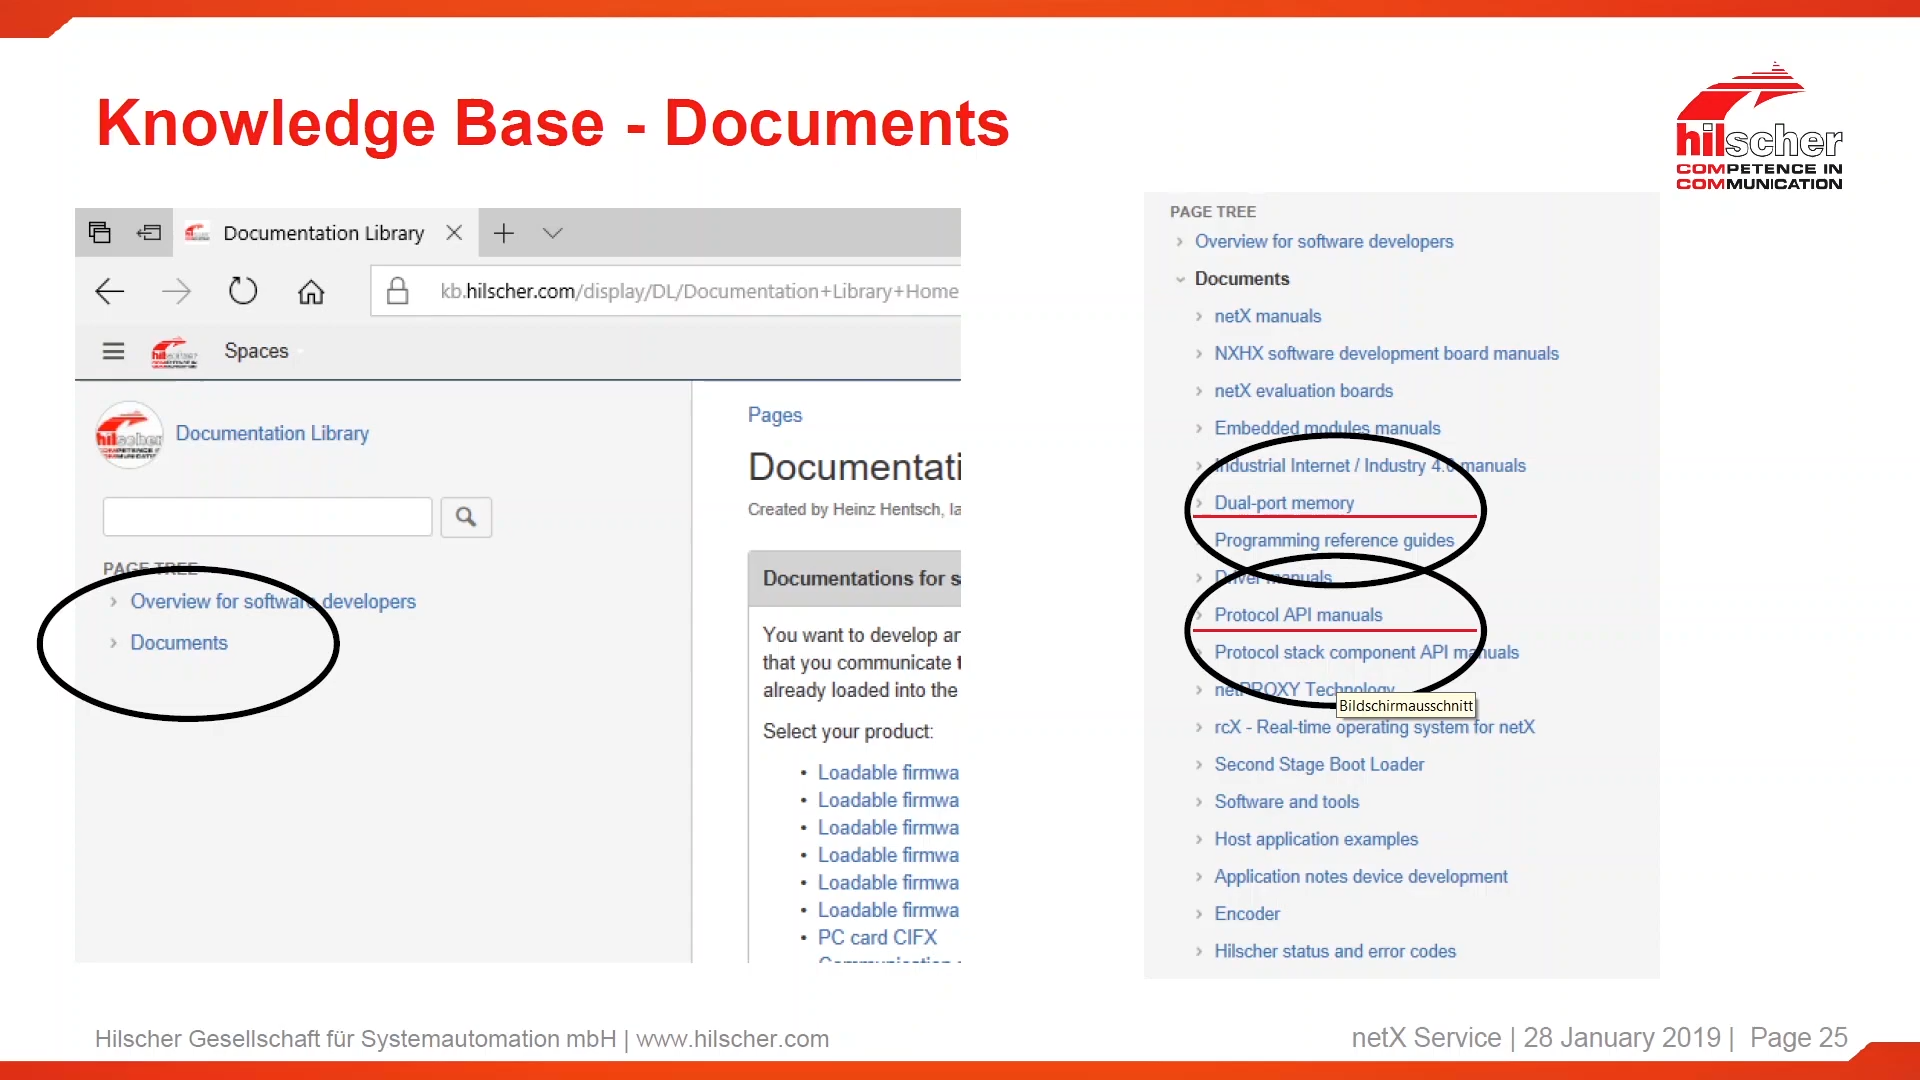 Knowledge Base - Documents
hilscher
COMPETENCE IN
COMMUNICATION
Documentation Library
kb.hilscher.com/display/DL/Documentation+Library+Home
Spaces
Documentation Library
PAGE TREE
Overview for software developers
Documents
Pages
Documentati
Created by Heinz Hentsch, la
Documentations for s
You want to develop an
that you communicate t
already loaded into the
Select your product:
• Loadable firmwa
• Loadable firmwa
• Loadable firmwa
• Loadable firmwa
• Loadable firmwa
• Loadable firmwa
• PC card CIFX
PAGE TREE
Overview for software developers
Documents
netX manuals
NXHX software development board manuals
netX evaluation boards
Embedded modules manuals
Industrial Internet / Industry 4.0 manuals
Dual-port memory
Programming reference guides
Driver manuals
Protocol API manuals
Protocol stack component API manuals
netPROXY Technology
Bildschirmausschnitt
rcX - Real-time operating system for netX
Second Stage Boot Loader
Software and tools
Host application examples
Application notes device development
Encoder
Hilscher status and error codes
Hilscher Gesellschaft für Systemautomation mbH | www.hilscher.com
netX Service | 28 January 2019 | Page 25